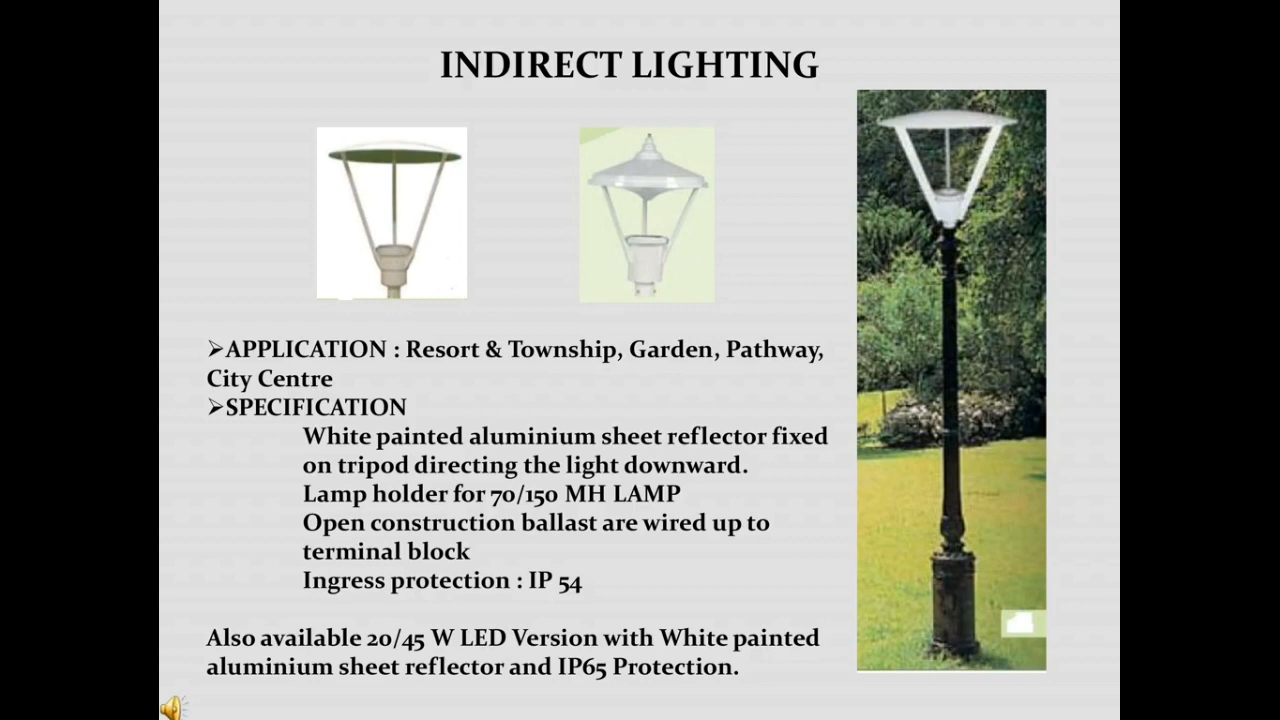 INDIRECT LIGHTING
➢APPLICATION : Resort & Township, Garden, Pathway,
City Centre
➢SPECIFICATION
White painted aluminium sheet reflector fixed
on tripod directing the light downward.
Lamp holder for 70/150 MH LAMP
Open construction ballast are wired up to
terminal block
Ingress protection : IP 54
Also available 20/45 W LED Version with White painted
aluminium sheet reflector and IP65 Protection.